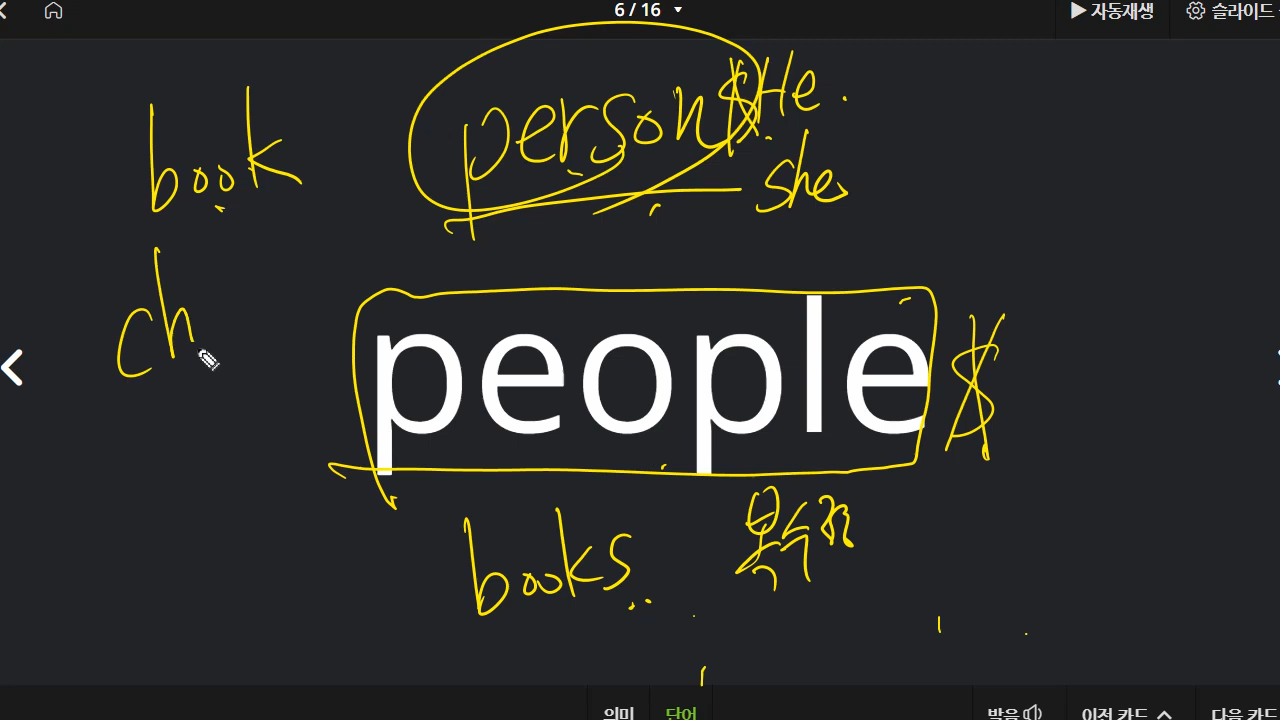 6 / 16
자동재생
슬라이드
person He.
book
she
ch
people s
books
복수형
의미 단어 발음 이전 카드 다음 카드